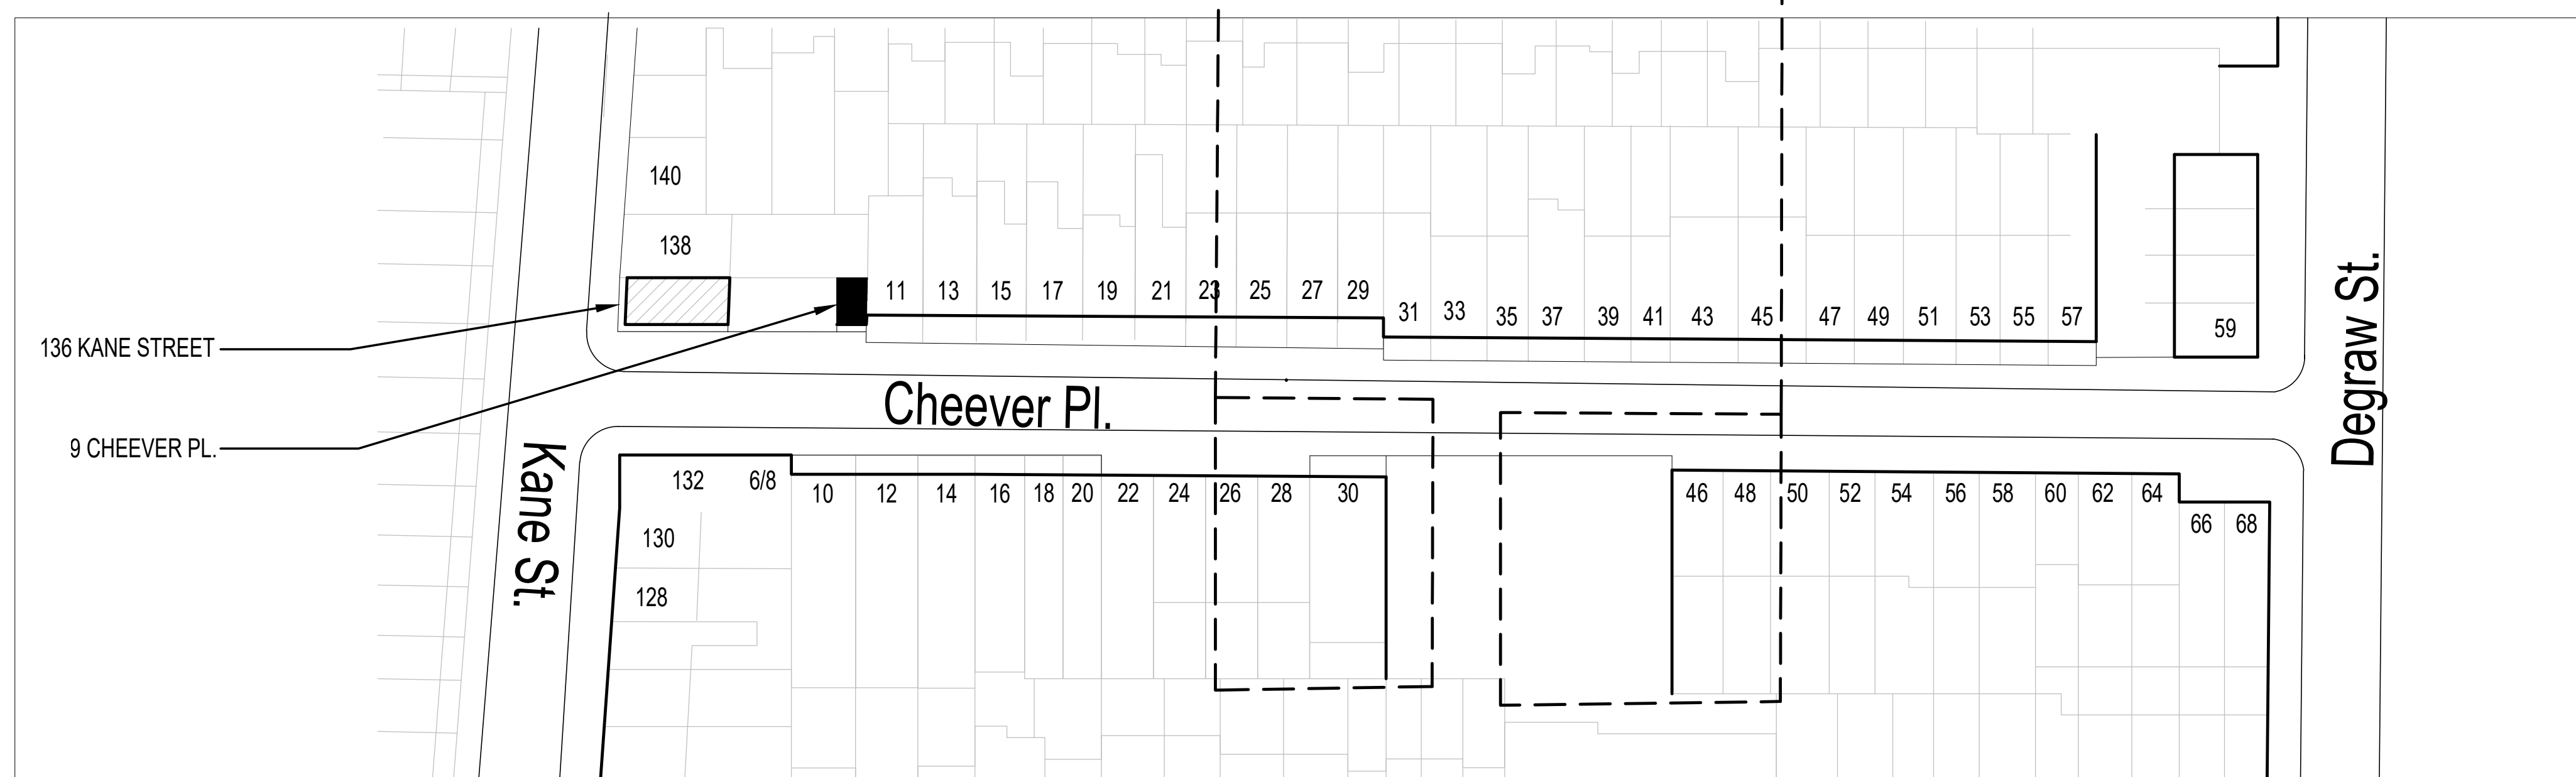 140
138
11 13 15 17 19 21 23 25 27 29
31 33 35 37 39 41 43 45 47 49 51 53 55 57
59
136 KANE STREET
9 CHEEVER PL.
Cheever Pl.
Kane St.
Degraw St.
132 6/8 10 12 14 16 18 20 22 24 26 28 30
46 48 50 52 54 56 58 60 62 64
66 68
130
128